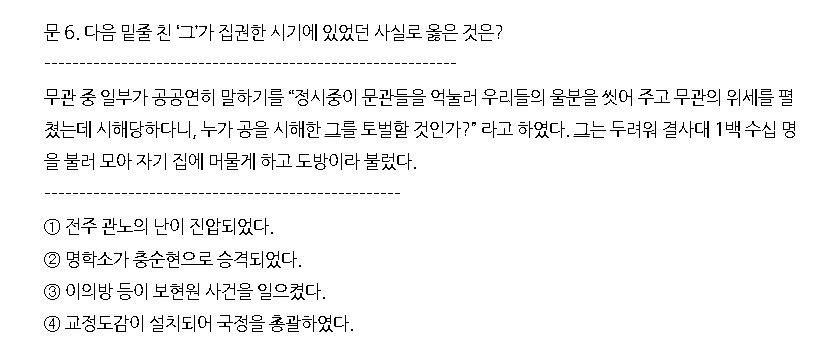 문 6. 다음 밑줄 친 ‘그’가 집권한 시기에 있었던 사실로 옳은 것은?
-----------------------------------------------------------
무관 중 일부가 공공연히 말하기를 “정시중이 문관들을 억눌러 우리들의 울분을 씻어 주고 무관의 위세를 펼
쳤는데 시해당하다니, 누가 공을 시해한 그를 토벌할 것인가?” 라고 하였다. 그는 두려워 결사대 1백 수십 명
을 불러 모아 자기 집에 머물게 하고 도방이라 불렀다.
---------------------------------------------------
① 전주 관노의 난이 진압되었다.
② 명학소가 충순현으로 승격되었다.
③ 이의방 등이 보현원 사건을 일으켰다.
④ 교정도감이 설치되어 국정을 총괄하였다.